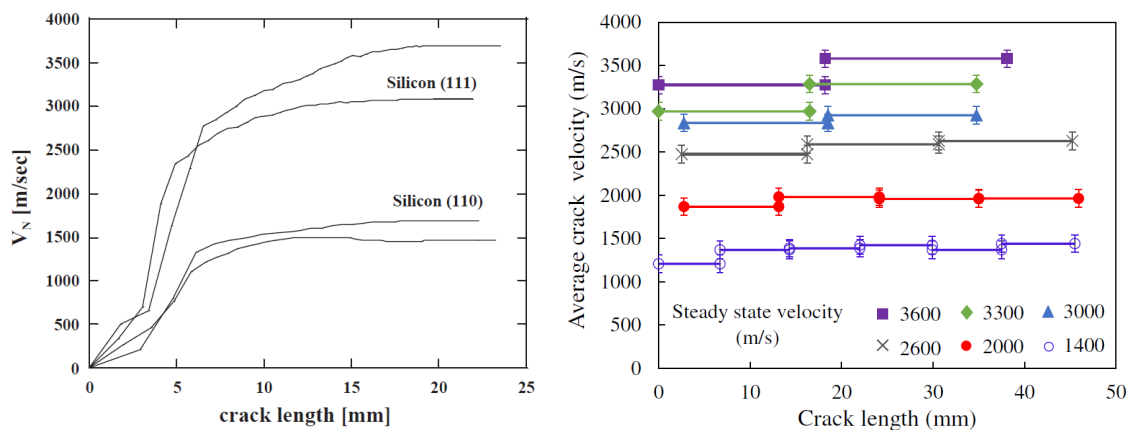 4000
3500
3000
2500
2000
1500
1000
500
0
V_N [m/sec]
Silicon (111)
Silicon (110)
0 5 10 15 20 25
crack length [mm]
4000
3500
3000
2500
2000
1500
1000
500
0
Average crack velocity (m/s)
Steady state velocity
(m/s)
3600 3300 3000
2600 2000 1400
0 10 20 30 40 50
Crack length (mm)